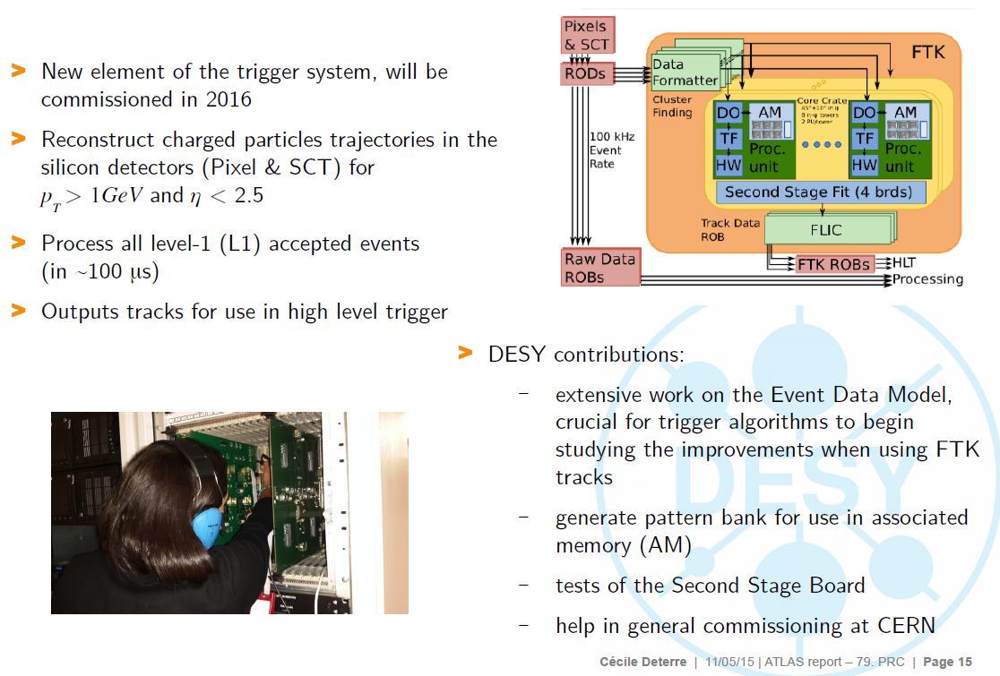 > New element of the trigger system, will be
commissioned in 2016
> Reconstruct charged particles trajectories in the
silicon detectors (Pixel & SCT) for
p_T > 1GeV and η < 2.5
> Process all level-1 (L1) accepted events
(in ~100 μs)
> Outputs tracks for use in high level trigger
Pixels
& SCT
RODs
Data
Formatter
FTK
Cluster
Finding
Core Crate
45°+10° in φ
8 η-φ towers
2 PU/tower
DO
AM
TF
HW
Proc.
unit
DO
AM
TF
HW
Proc.
unit
100 kHz
Event
Rate
Second Stage Fit (4 brds)
Track Data
ROB
FLIC
Raw Data
ROBs
FTK ROBs
HLT
Processing
> DESY contributions:
– extensive work on the Event Data Model,
crucial for trigger algorithms to begin
studying the improvements when using FTK
tracks
– generate pattern bank for use in associated
memory (AM)
– tests of the Second Stage Board
– help in general commissioning at CERN
DESY
Cécile Deterre | 11/05/15 | ATLAS report – 79. PRC | Page 15